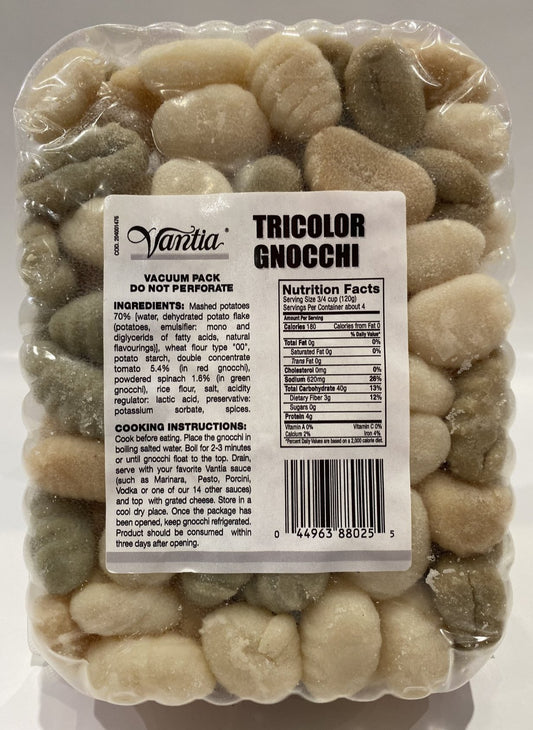 COD. 294001476
Vantia®
TRICOLOR
GNOCCHI
VACUUM PACK
DO NOT PERFORATE
INGREDIENTS: Mashed potatoes
70% [water, dehydrated potato flake
(potatoes, emulsifier: mono and
diglycerids of fatty acids, natural
flavourings)], wheat flour type "00",
potato starch, double concentrate
tomato 5.4% (in red gnocchi),
powdered spinach 1.6% (in green
gnocchi), rice flour, salt, acidity
regulator: lactic acid, preservative:
potassium sorbate, spices.
COOKING INSTRUCTIONS:
Cook before eating. Place the gnocchi in
boiling salted water. Boil for 2-3 minutes
or until gnocchi float to the top. Drain,
serve with your favorite Vantia sauce
(such as Marinara, Pesto, Porcini,
Vodka or one of our 14 other sauces)
and top with grated cheese. Store in a
cool dry place. Once the package has
been opened, keep gnocchi refrigerated.
Product should be consumed within
three days after opening.
Nutrition Facts
Serving Size 3/4 cup (120g)
Servings Per Container about 4
Amount Per Serving
Calories 180 Calories from Fat 0
% Daily Value*
Total Fat 0g 0%
Saturated Fat 0g 0%
Trans Fat 0g
Cholesterol 0mg 0%
Sodium 620mg 26%
Total Carbohydrate 40g 13%
Dietary Fiber 3g 12%
Sugars 0g
Protein 4g
Vitamin A 0% Vitamin C 0%
Calcium 2% Iron 4%
*Percent Daily Values are based on a 2,000 calorie diet.
0 44963 88025 5